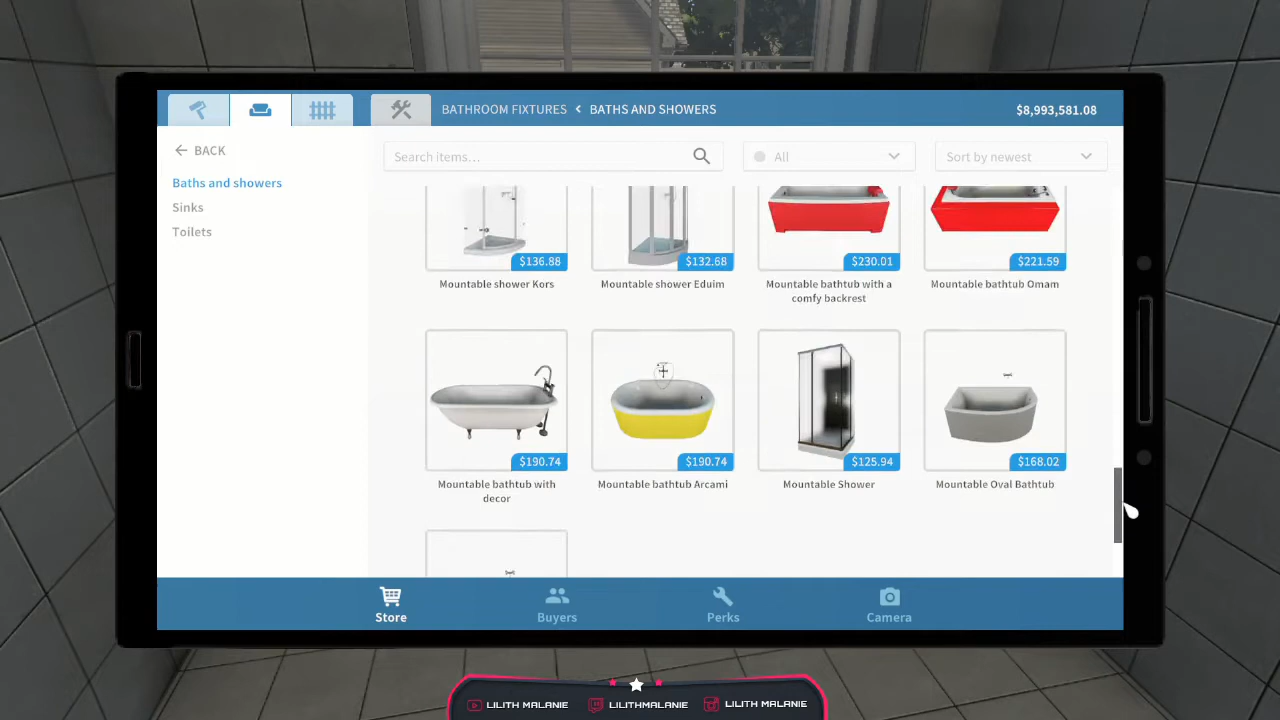 BATHROOM FIXTURES < BATHS AND SHOWERS
$8,993,581.08
BACK
Search items...
All
Sort by newest
Baths and showers
Sinks
Toilets
$136.88
$132.68
$230.01
$221.59
Mountable shower Kors
Mountable shower Eduim
Mountable bathtub with a
comfy backrest
Mountable bathtub Omam
$190.74
$190.74
$125.94
$168.02
Mountable bathtub with
decor
Mountable bathtub Arcami
Mountable Shower
Mountable Oval Bathtub
Store
Buyers
Perks
Camera
LILITH MALANIE
LILITHMALANIE
LILITH MALANIE